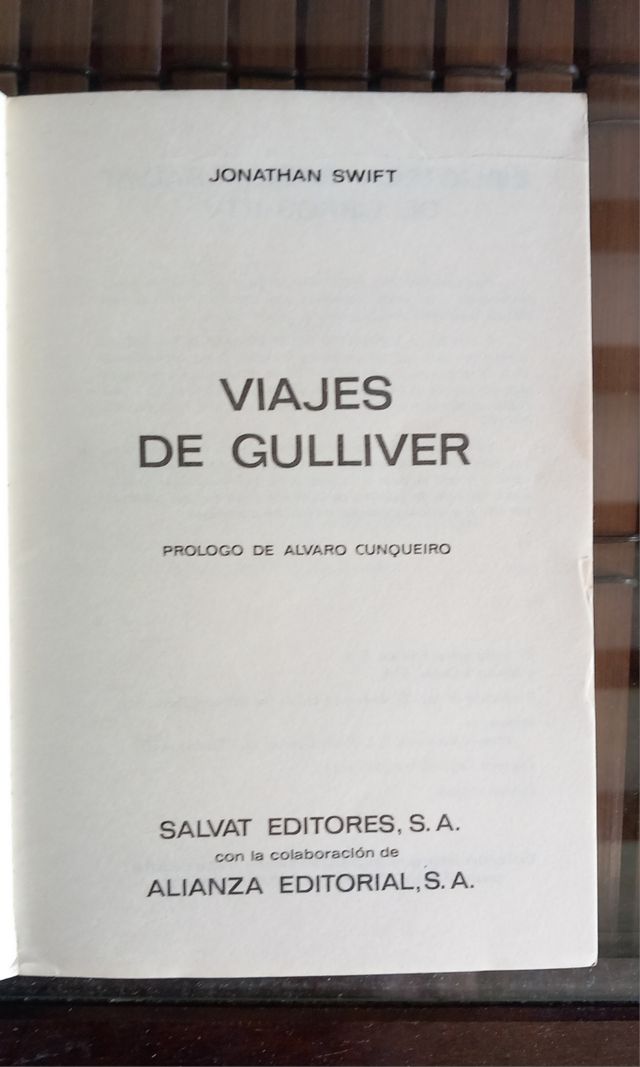 JONATHAN SWIFT
VIAJES
DE GULLIVER
PROLOGO DE ALVARO CUNQUEIRO
SALVAT EDITORES, S. A.
con la colaboración de
ALIANZA EDITORIAL, S. A.